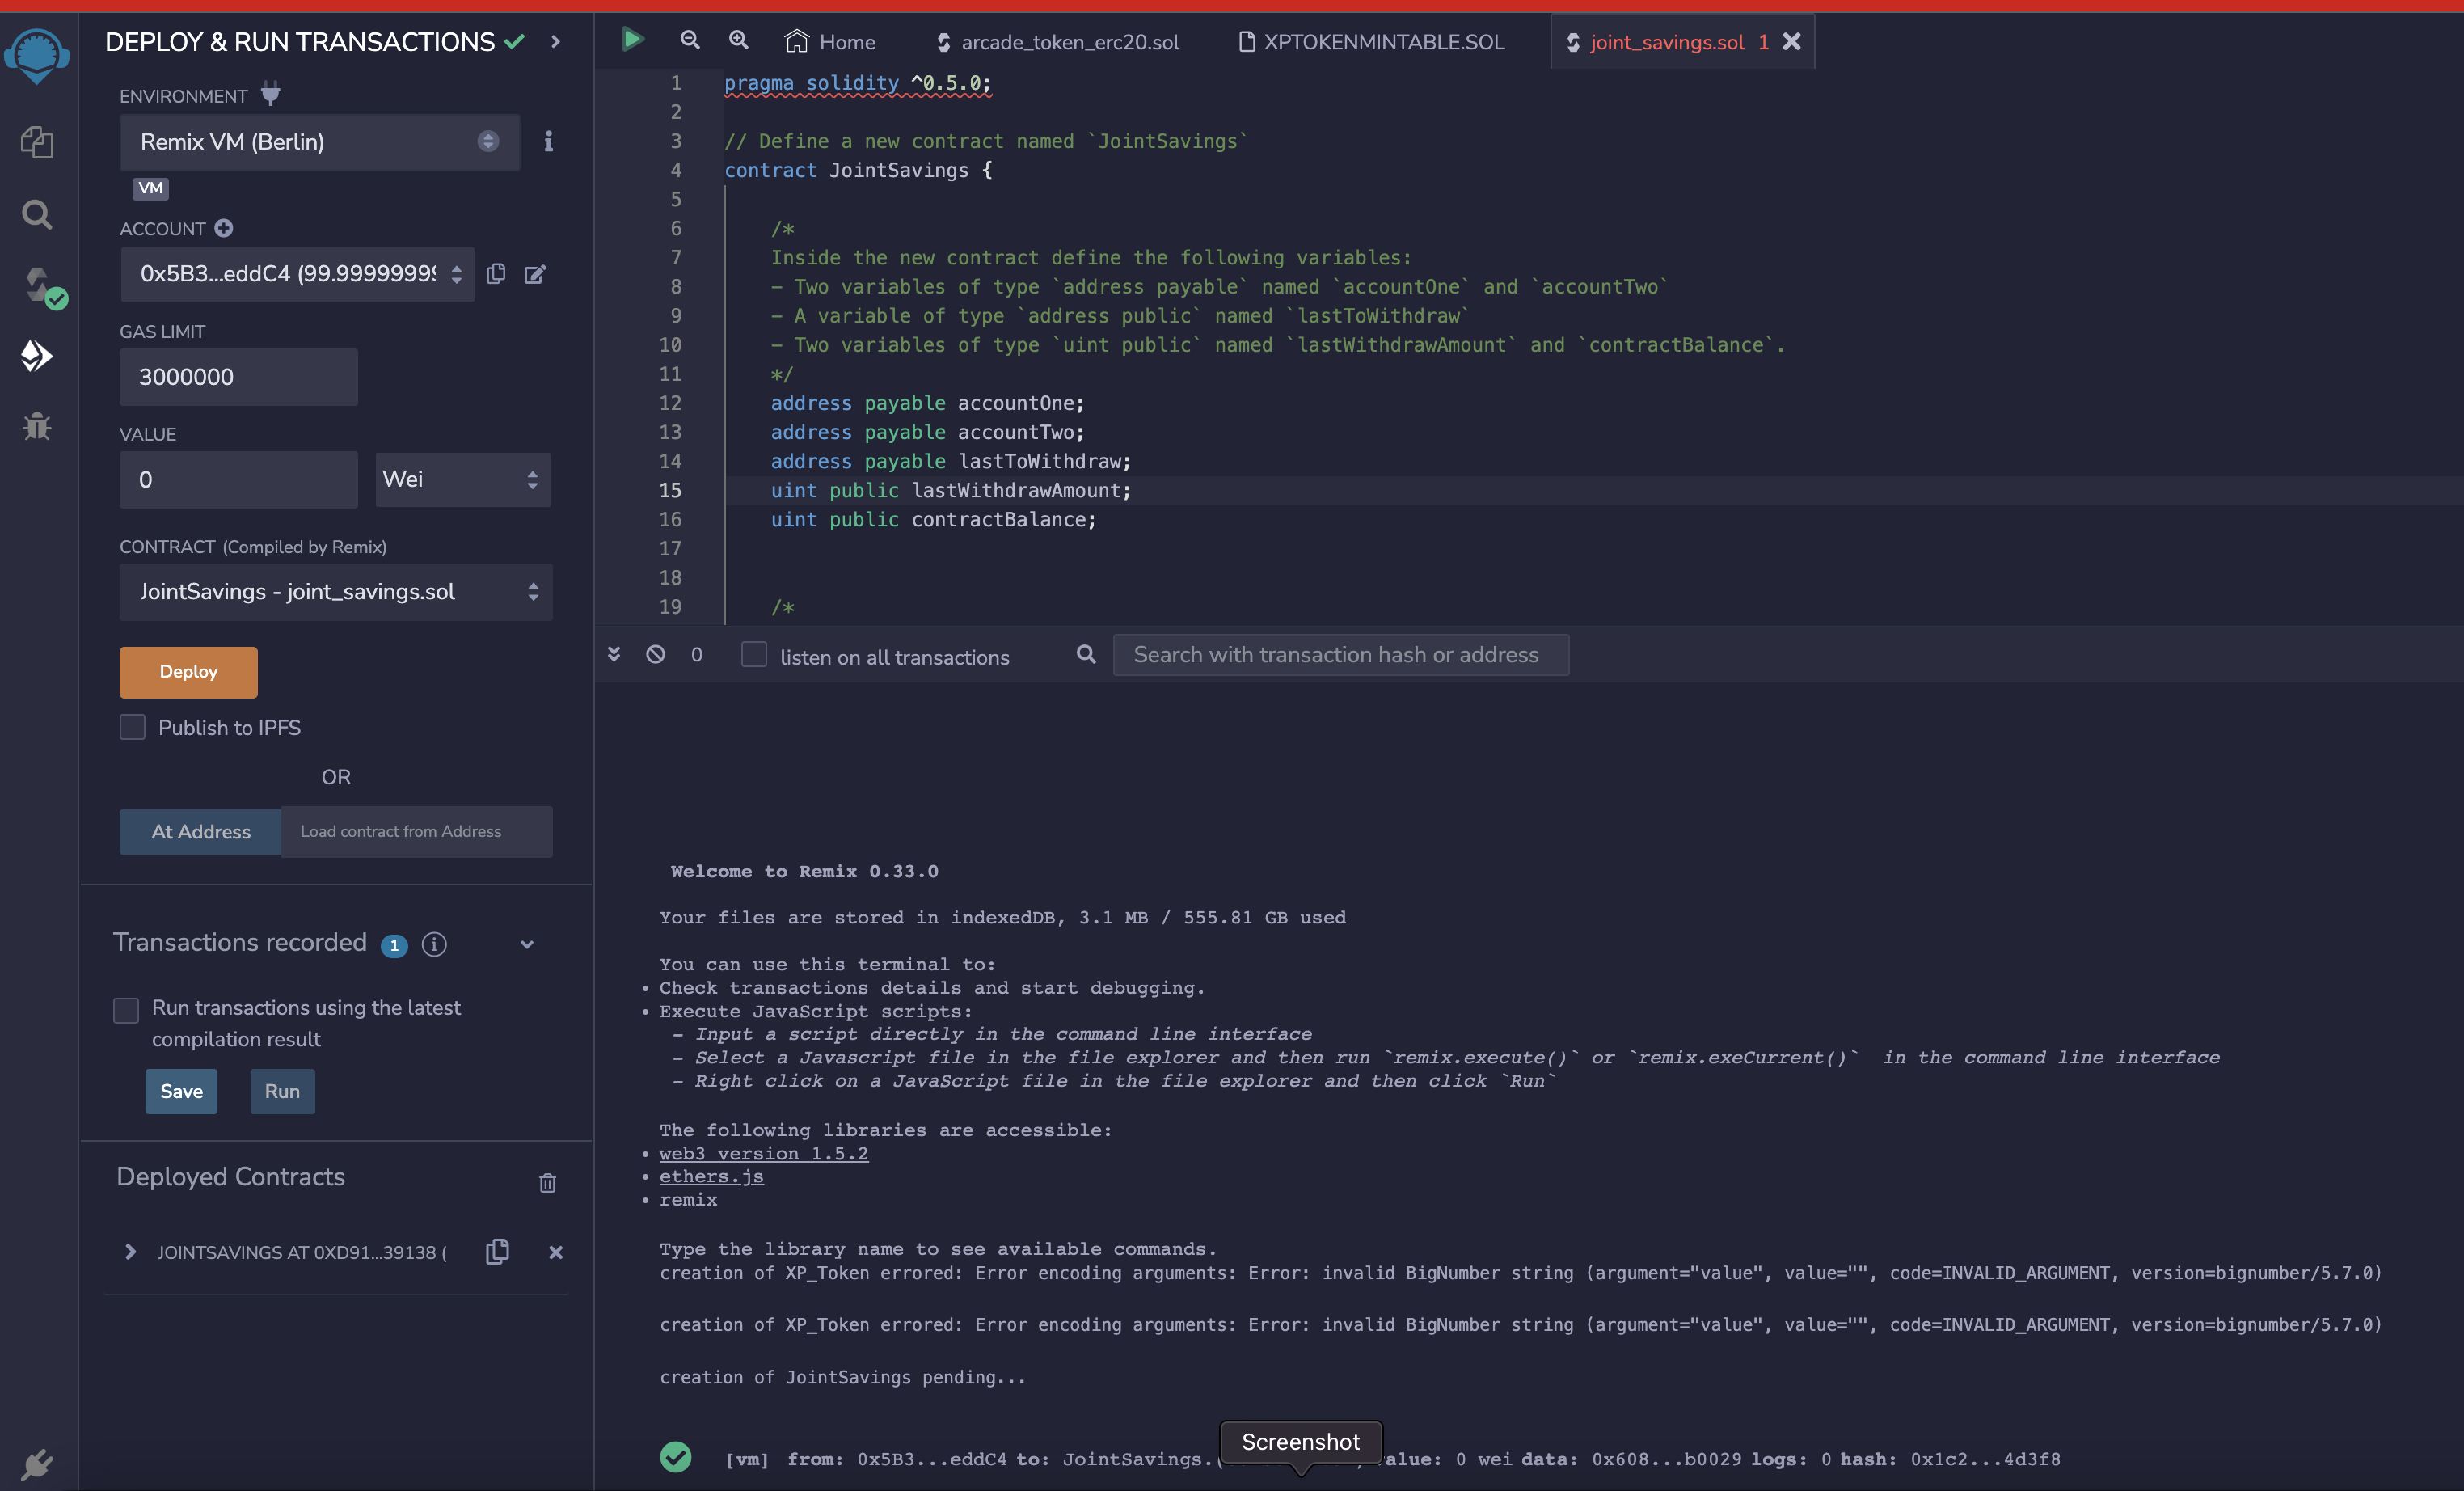 DEPLOY & RUN TRANSACTIONS
ENVIRONMENT
Remix VM (Berlin)
VM
ACCOUNT
0x5B3...eddC4 (99.9999999
GAS LIMIT
3000000
VALUE
0
Wei
CONTRACT (Compiled by Remix)
JointSavings - joint_savings.sol
Deploy
Publish to IPFS
OR
At Address
Load contract from Address
Transactions recorded 1
Run transactions using the latest
compilation result
Save
Run
Deployed Contracts
JOINTSAVINGS AT 0XD91...39138 (
Home
arcade_token_erc20.sol
XPTOKENMINTABLE.SOL
joint_savings.sol 1
1 pragma solidity ^0.5.0;
2
3 // Define a new contract named `JointSavings`
4 contract JointSavings {
5
6 /*
7 Inside the new contract define the following variables:
8 - Two variables of type `address payable` named `accountOne` and `accountTwo`
9 - A variable of type `address public` named `lastToWithdraw`
10 - Two variables of type `uint public` named `lastWithdrawAmount` and `contractBalance`.
11 */
12 address payable accountOne;
13 address payable accountTwo;
14 address payable lastToWithdraw;
15 uint public lastWithdrawAmount;
16 uint public contractBalance;
17
18
19 /*
0
listen on all transactions
Search with transaction hash or address
Welcome to Remix 0.33.0
Your files are stored in indexedDB, 3.1 MB / 555.81 GB used
You can use this terminal to:
• Check transactions details and start debugging.
• Execute JavaScript scripts:
- Input a script directly in the command line interface
- Select a Javascript file in the file explorer and then run `remix.execute()` or `remix.exeCurrent()` in the command line interface
- Right click on a JavaScript file in the file explorer and then click `Run`
The following libraries are accessible:
• web3 version 1.5.2
• ethers.js
• remix
Type the library name to see available commands.
creation of XP_Token errored: Error encoding arguments: Error: invalid BigNumber string (argument="value", value="", code=INVALID_ARGUMENT, version=bignumber/5.7.0)
creation of XP_Token errored: Error encoding arguments: Error: invalid BigNumber string (argument="value", value="", code=INVALID_ARGUMENT, version=bignumber/5.7.0)
creation of JointSavings pending...
Screenshot
[vm] from: 0x5B3...eddC4 to: JointSavings.( alue: 0 wei data: 0x608...b0029 logs: 0 hash: 0x1c2...4d3f8